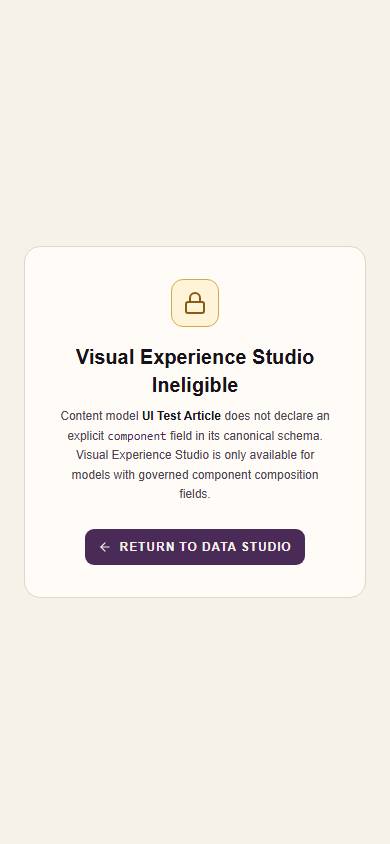 Visual Experience Studio
Ineligible
Content model UI Test Article does not declare an
explicit component field in its canonical schema.
Visual Experience Studio is only available for
models with governed component composition
fields.
RETURN TO DATA STUDIO